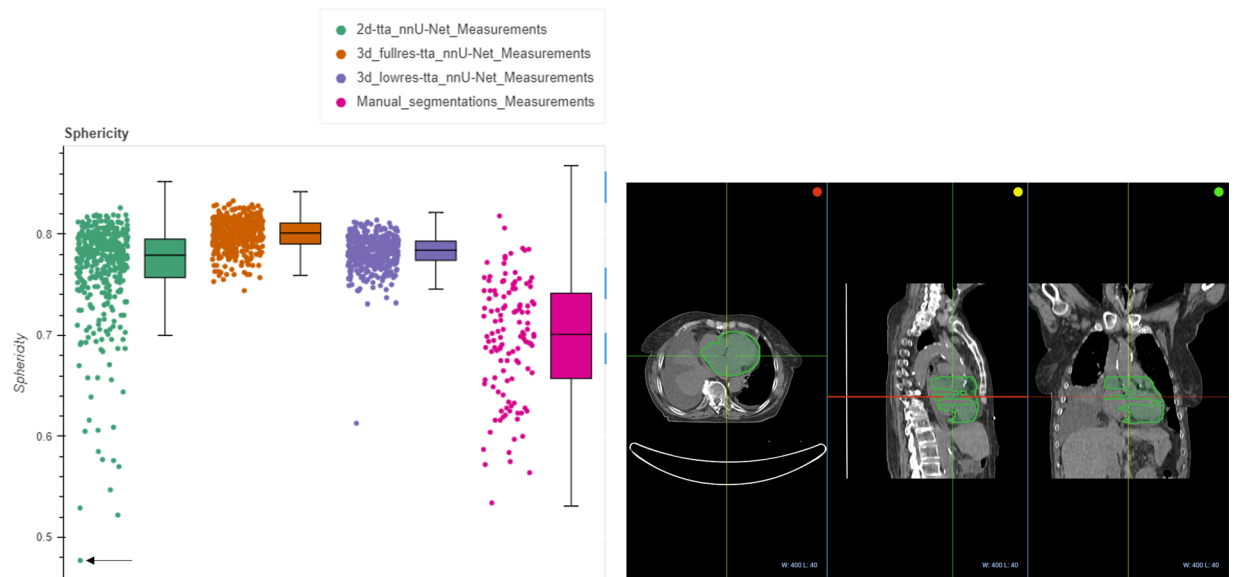 2d-tta_nnU-Net_Measurements
3d_fullres-tta_nnU-Net_Measurements
3d_lowres-tta_nnU-Net_Measurements
Manual_segmentations_Measurements
Sphericity
Sphericity
0.8
0.7
0.6
0.5
W: 400 L: 40
W: 400 L: 40
W: 400 L: 40